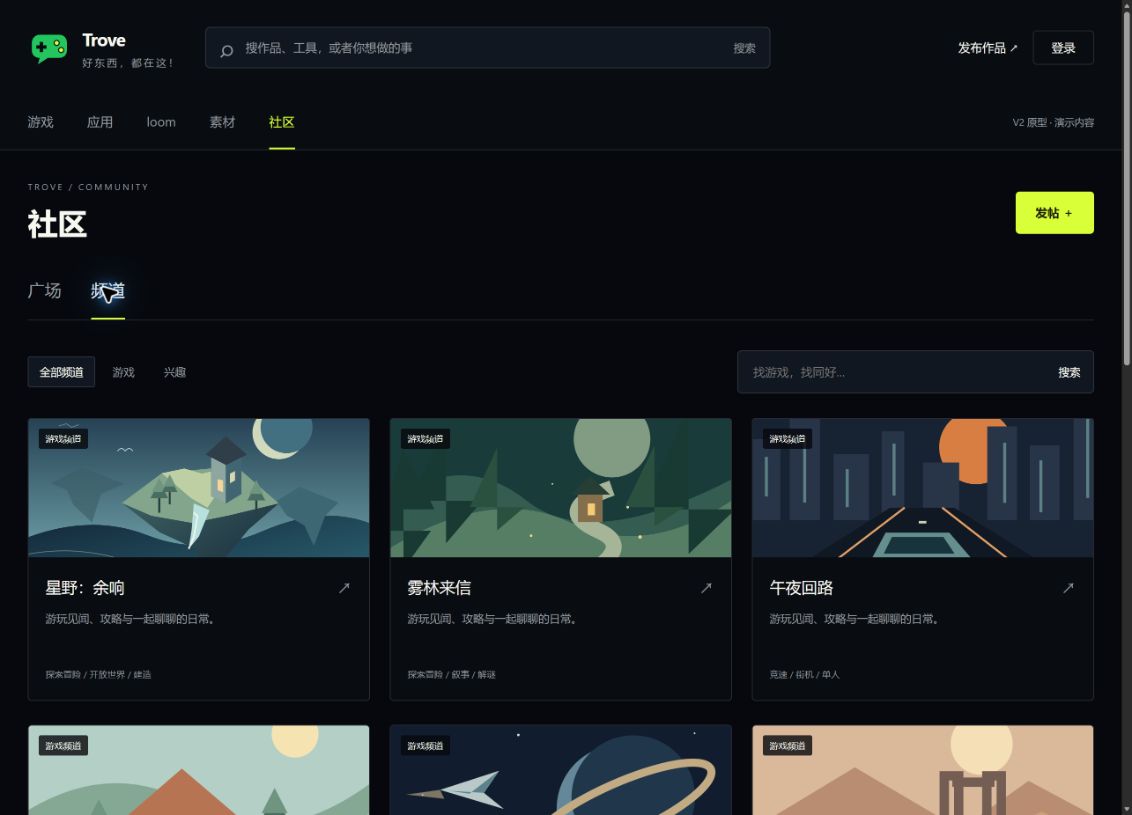 Trove
好东西，都在这！
搜作品、工具，或者你想做的事
搜索
发布作品 ↗
登录
游戏
应用
loom
素材
社区
V2 原型 · 演示内容
TROVE / COMMUNITY
社区
发帖 +
广场
频道
全部频道
游戏
兴趣
找游戏，找同好...
搜索
游戏频道
星野：余响
游玩见闻、攻略与一起聊聊的日常。
探索冒险 / 开放世界 / 建造
游戏频道
雾林来信
游玩见闻、攻略与一起聊聊的日常。
探索冒险 / 叙事 / 解谜
游戏频道
午夜回路
游玩见闻、攻略与一起聊聊的日常。
竞速 / 街机 / 单人
游戏频道
游戏频道
游戏频道